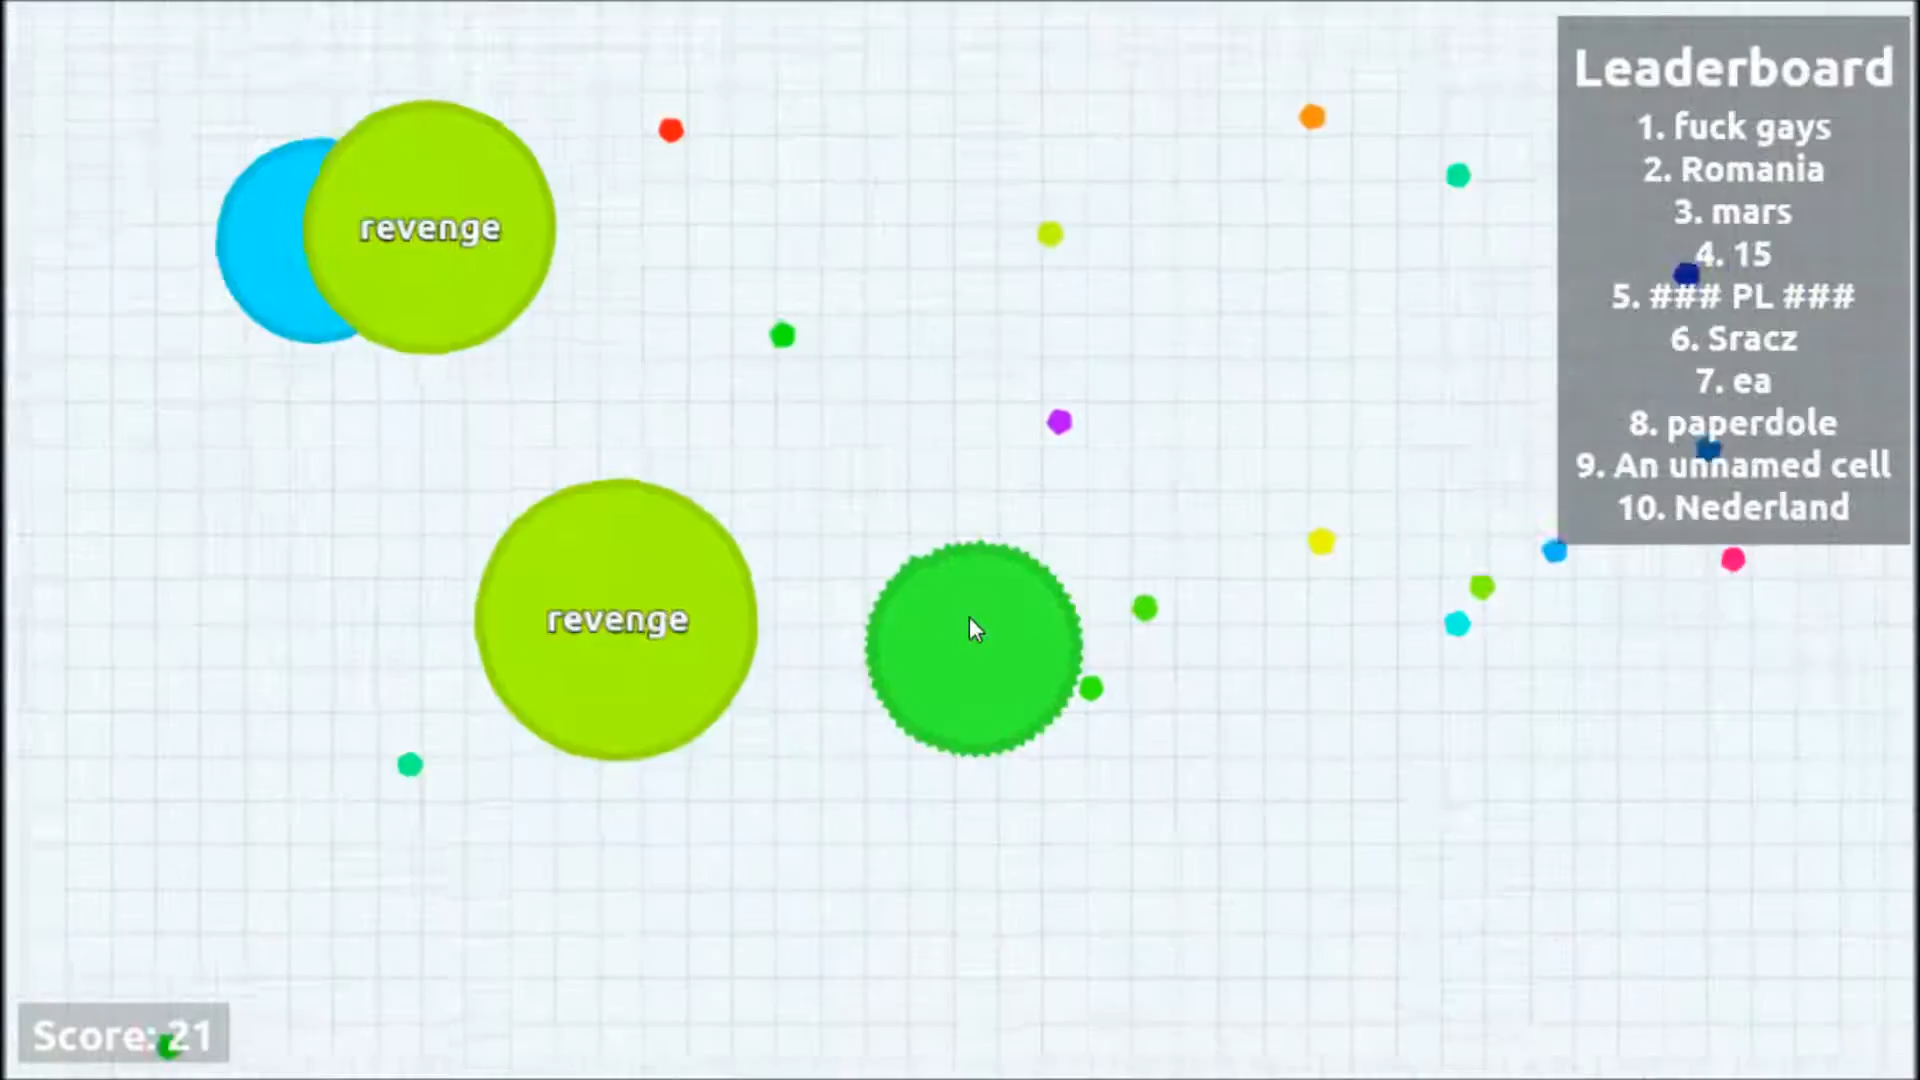 Leaderboard
1. fuck gays
2. Romania
3. mars
4. 15
5. ### PL ###
6. Sracz
7. ea
8. paperdole
9. An unnamed cell
10. Nederland
revenge
revenge
Score: 21